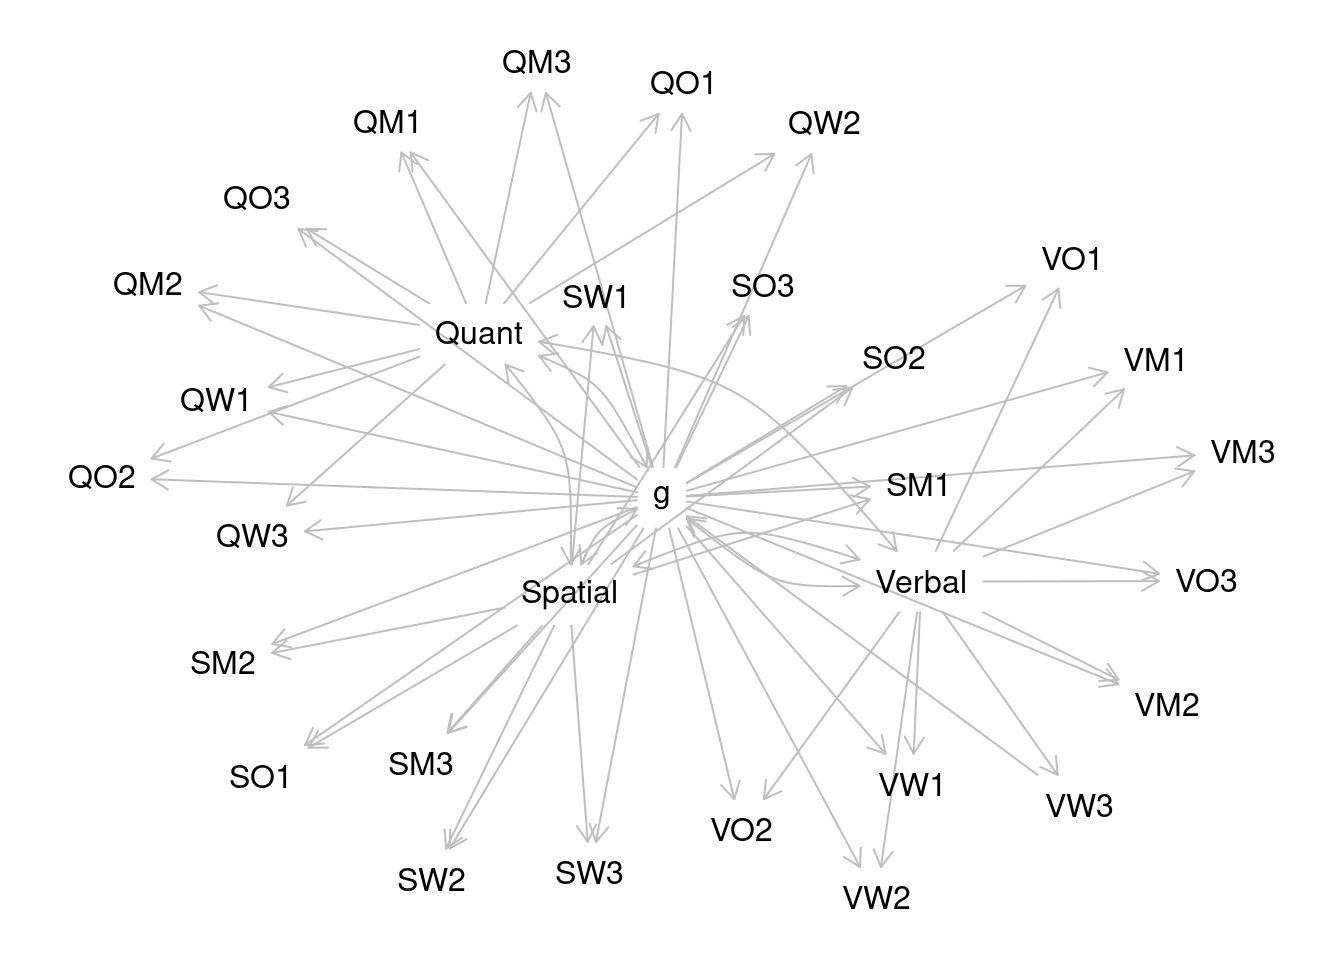 QM3
QO1
QM1
QW2
QO3
VO1
QM2
SO3
SW1
Quant
SO2
VM1
QW1
VM3
QO2
SM1
g
QW3
VO3
Verbal
Spatial
SM2
VM2
SM3
SO1
VW1
VW3
VO2
SW3
SW2
VW2